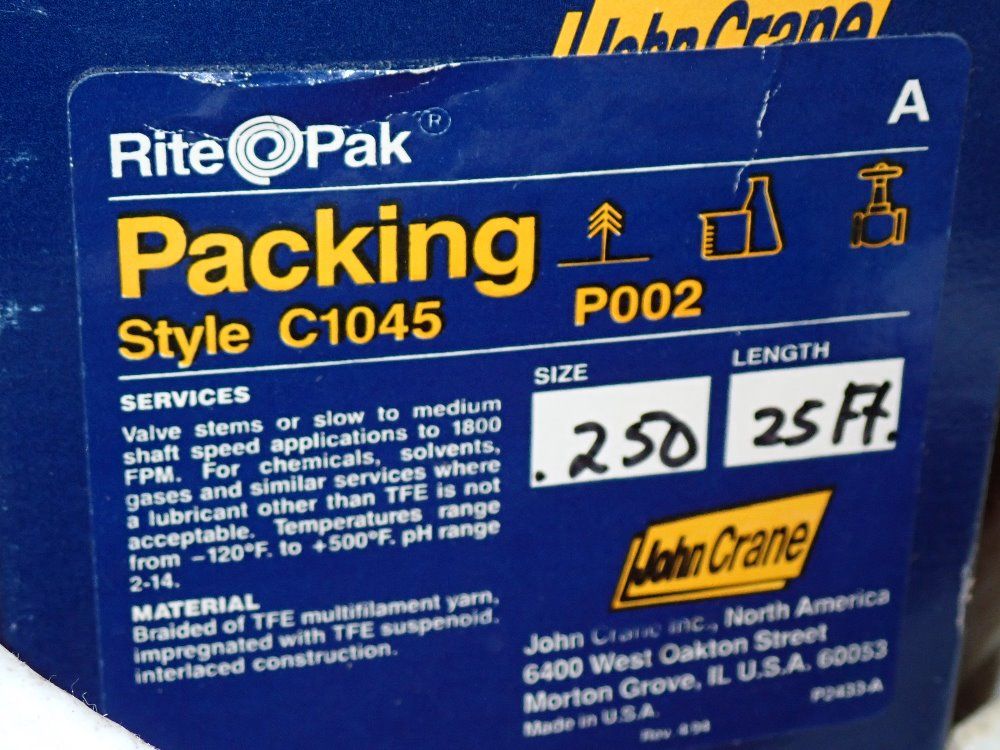 John Crane
A
Rite Pak ®
Packing
Style C1045
P002
SERVICES
Valve stems or slow to medium
shaft speed applications to 1800
FPM. For chemicals, solvents,
gases and similar services where
a lubricant other than TFE is not
acceptable. Temperatures range
from -120°F. to +500°F. pH range
2-14.
MATERIAL
Braided of TFE multifilament yarn,
impregnated with TFE suspenoid.
interlaced construction.
SIZE
.250
LENGTH
25 Ft.
John Crane
John Crane Inc., North America
6400 West Oakton Street
Morton Grove, IL U.S.A. 60053
Made in U.S.A.
P2433-A
Rev. 4 94